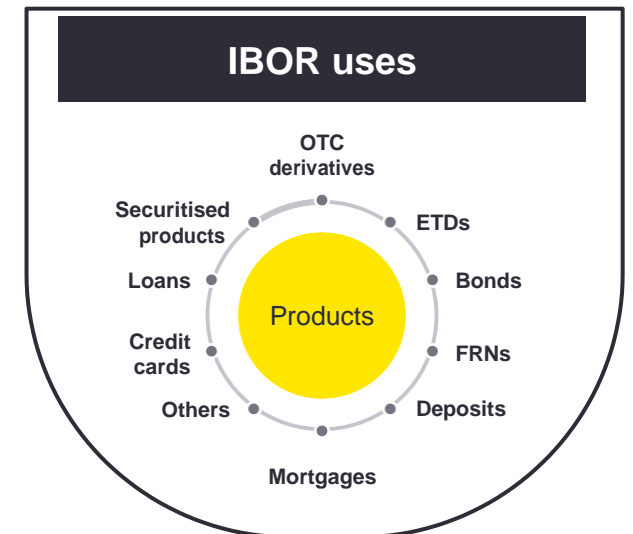 IBOR uses
OTC
derivatives
Securitised
products
ETDs
Loans
Bonds
Products
Credit
cards
FRNs
Others
Deposits
Mortgages